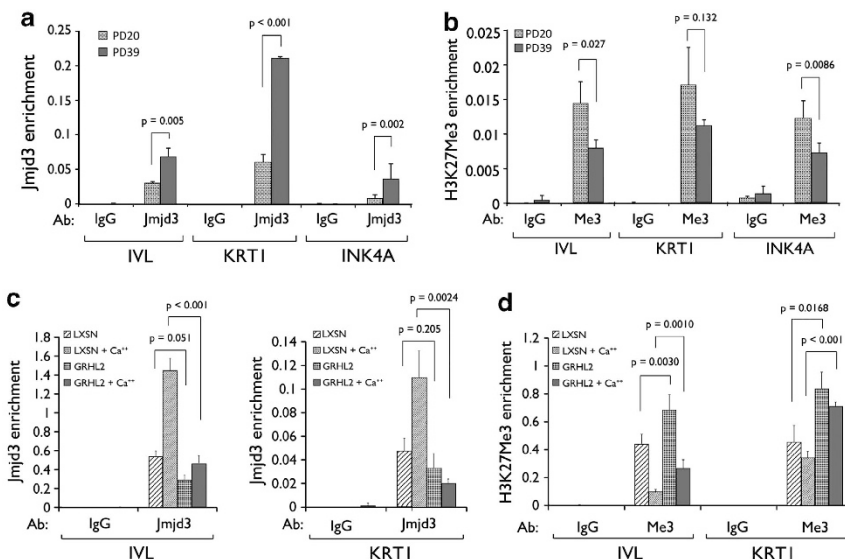 a
Jmjd3 enrichment
0.25
0.2
0.15
0.1
0.05
0
PD20
PD39
p = 0.005
p < 0.001
p = 0.002
Ab: IgG Jmjd3 IgG Jmjd3 IgG Jmjd3
IVL KRT1 INK4A
b
H3K27Me3 enrichment
0.025
0.02
0.015
0.01
0.005
0
PD20
PD39
p = 0.027
p = 0.132
p = 0.0086
Ab: IgG Me3 IgG Me3 IgG Me3
IVL KRT1 INK4A
c
Jmjd3 enrichment
1.8
1.6
1.4
1.2
1.0
0.8
0.6
0.4
0.2
0
LXSN
LXSN + Ca++
GRHL2
GRHL2 + Ca++
p < 0.001
p = 0.051
Ab: IgG Jmjd3
IVL
Jmjd3 enrichment
0.14
0.12
0.1
0.08
0.06
0.04
0.02
0
LXSN
LXSN + Ca++
GRHL2
GRHL2 + Ca++
p = 0.0024
p = 0.205
IgG Jmjd3
KRT1
d
H3K27Me3 enrichment
1.2
1
0.8
0.6
0.4
0.2
0
LXSN
LXSN + Ca++
GRHL2
GRHL2 + Ca++
p = 0.0010
p = 0.0030
p = 0.0168
p < 0.001
Ab: IgG Me3 IgG Me3
IVL KRT1